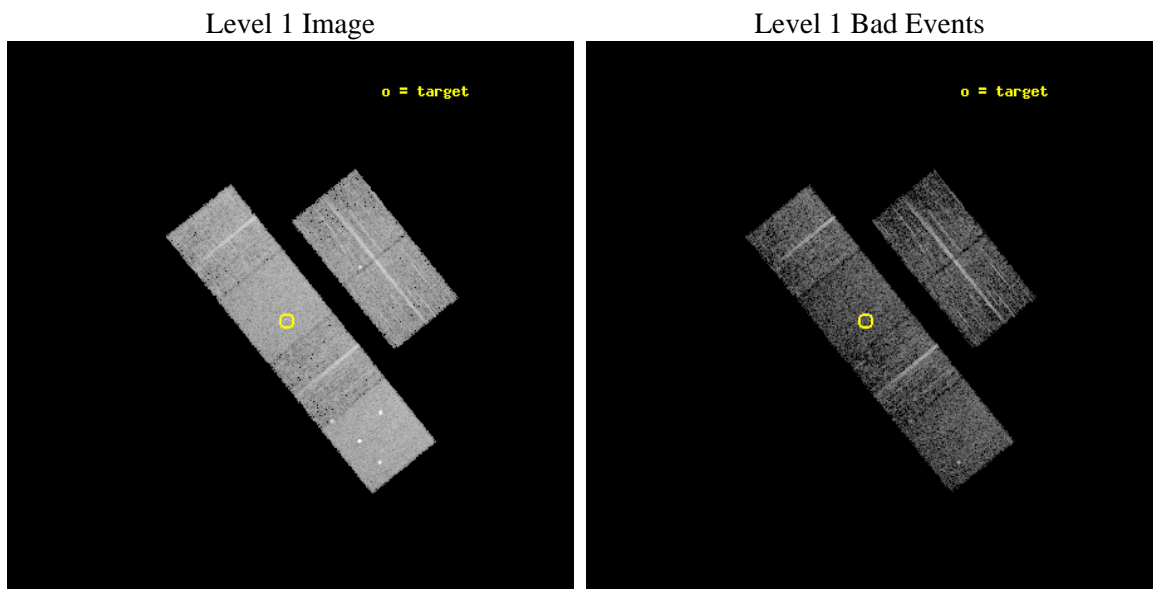 Level 1 Image
Level 1 Bad Events
o = target
o = target